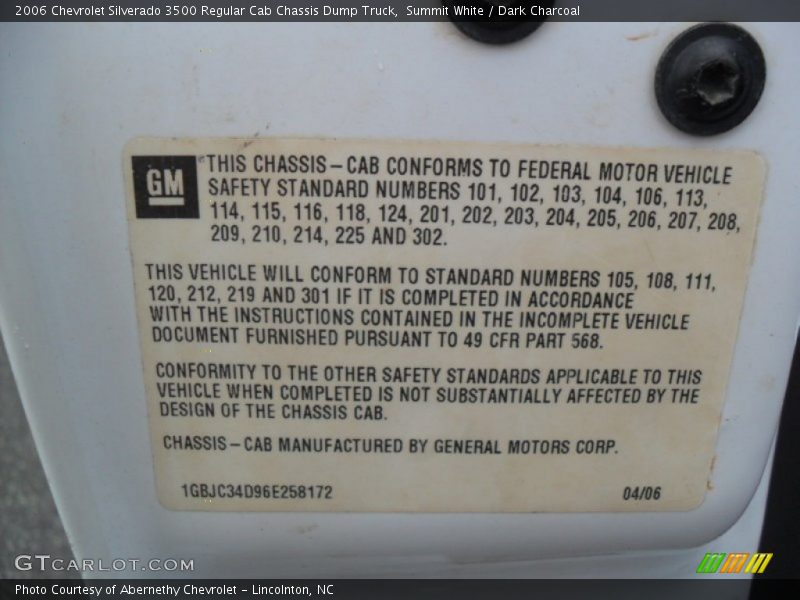 2006 Chevrolet Silverado 3500 Regular Cab Chassis Dump Truck,  Summit White / Dark Charcoal
GM
THIS CHASSIS-CAB CONFORMS TO FEDERAL MOTOR VEHICLE
SAFETY STANDARD NUMBERS 101, 102, 103, 104, 106, 113,
114, 115, 116, 118, 124, 201, 202, 203, 204, 205, 206, 207, 208,
209, 210, 214, 225 AND 302.
THIS VEHICLE WILL CONFORM TO STANDARD NUMBERS 105, 108, 111,
120, 212, 219 AND 301 IF IT IS COMPLETED IN ACCORDANCE
WITH THE INSTRUCTIONS CONTAINED IN THE INCOMPLETE VEHICLE
DOCUMENT FURNISHED PURSUANT TO 49 CFR PART 568.
CONFORMITY TO THE OTHER SAFETY STANDARDS APPLICABLE TO THIS
VEHICLE WHEN COMPLETED IS NOT SUBSTANTIALLY AFFECTED BY THE
DESIGN OF THE CHASSIS CAB.
CHASSIS-CAB MANUFACTURED BY GENERAL MOTORS CORP.
1GBJC34D96E258172 04/06
GTCARLOT.COM
Photo Courtesy of Abernethy Chevrolet - Lincolnton, NC